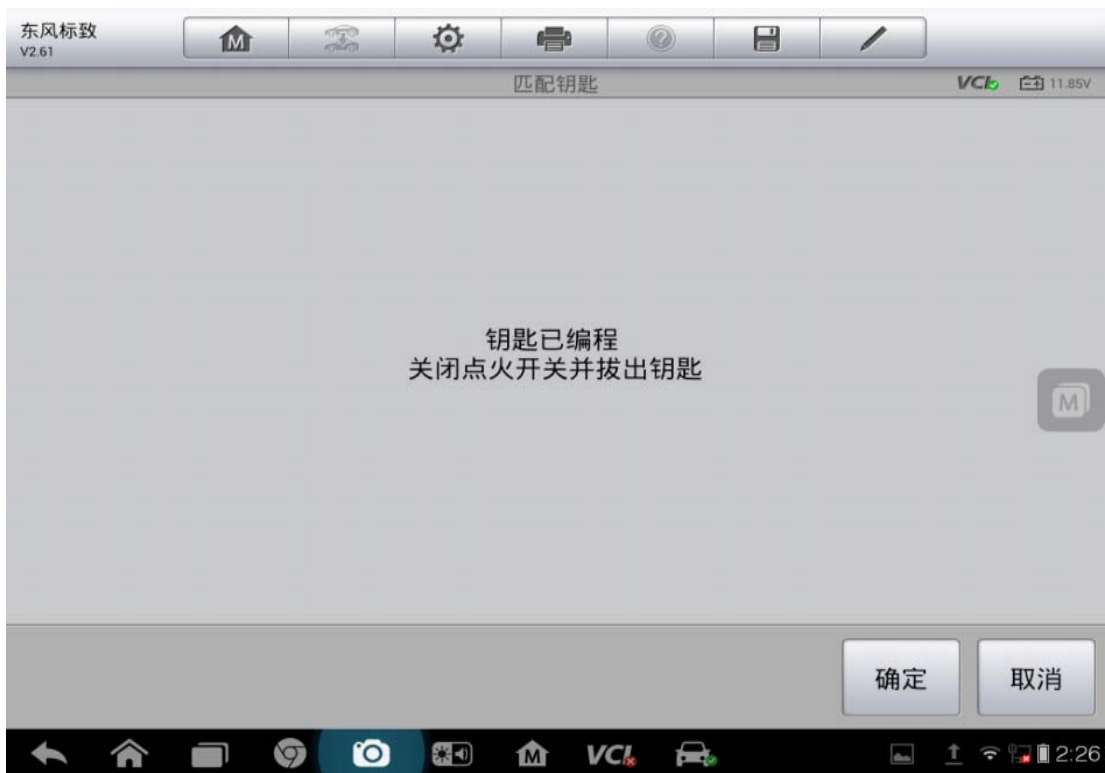 东风标致
V2.61
M
匹配钥匙
VCI
11.85V
钥匙已编程
关闭点火开关并拔出钥匙
M
确定
取消
M
VCI
2:26